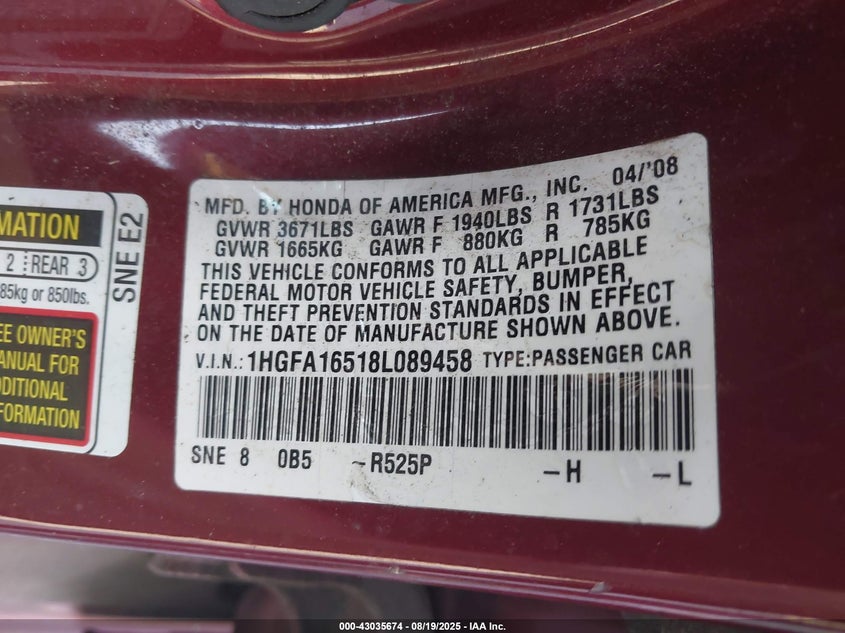 RMATION
2 REAR 3
85kg or 850lbs.
EE OWNER'S
ANUAL FOR
DDITIONAL
FORMATION
SNE E2
MFD. BY HONDA OF AMERICA MFG., INC. 04/'08
GVWR 3671LBS GAWR F 1940LBS R 1731LBS
GVWR 1665KG GAWR F 880KG R 785KG
THIS VEHICLE CONFORMS TO ALL APPLICABLE
FEDERAL MOTOR VEHICLE SAFETY, BUMPER,
AND THEFT PREVENTION STANDARDS IN EFFECT
ON THE DATE OF MANUFACTURE SHOWN ABOVE.
V.I.N.: 1HGFA16518L089458 TYPE:PASSENGER CAR
SNE 8 0B5 -R525P -H -L
000-43035674 - 08/19/2025 - IAA Inc.